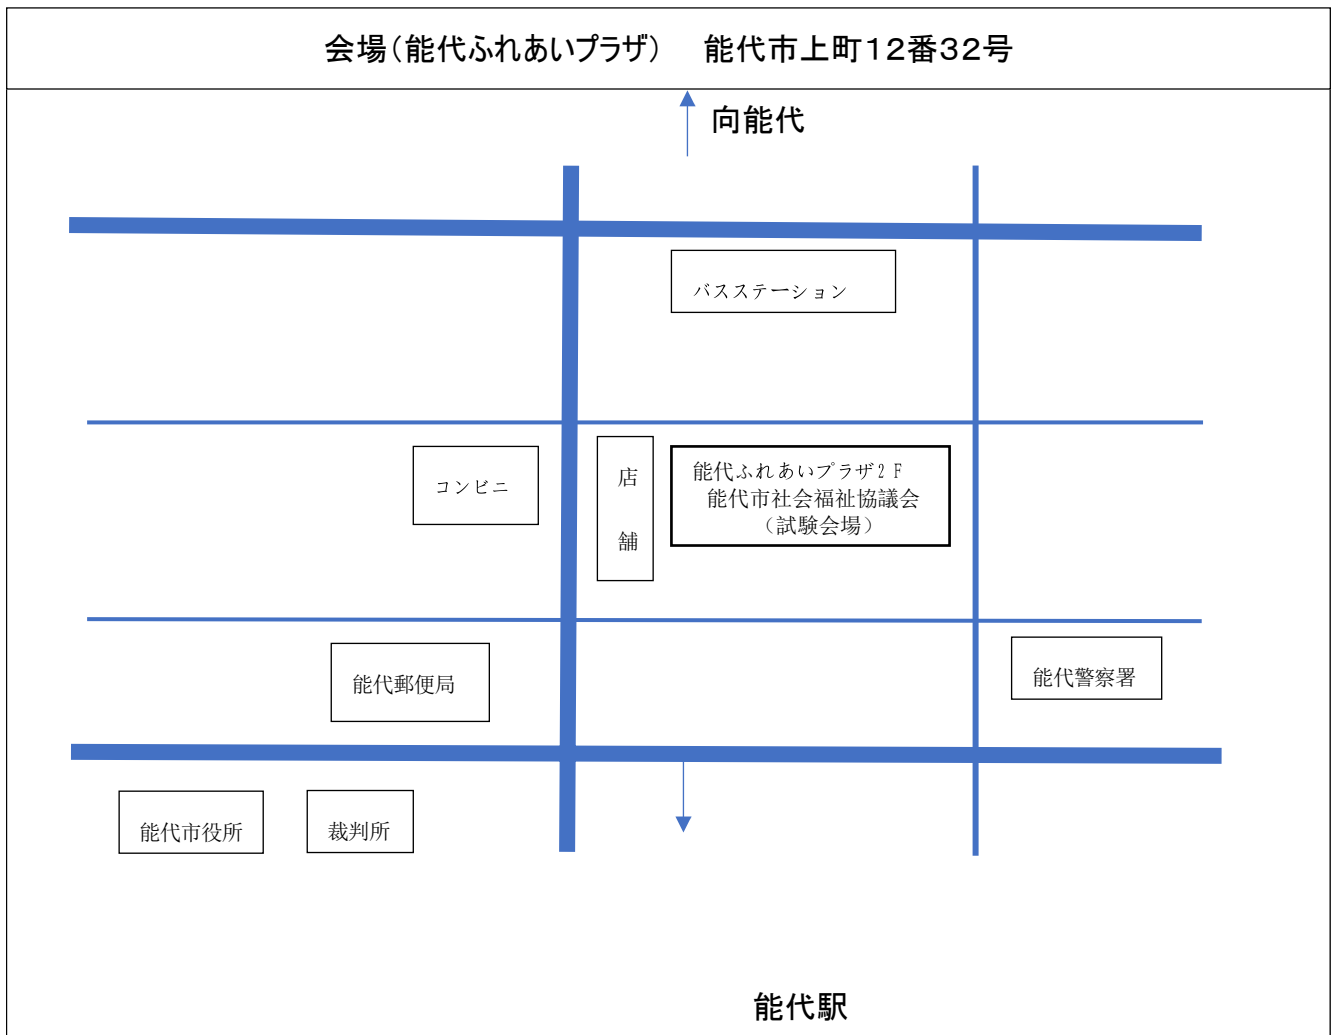 会場(能代ふれあいプラザ)　能代市上町12番32号
向能代
バスステーション
コンビニ
店
舗
能代ふれあいプラザ2F
能代市社会福祉協議会
(試験会場)
能代郵便局
能代警察署
能代市役所
裁判所
能代駅